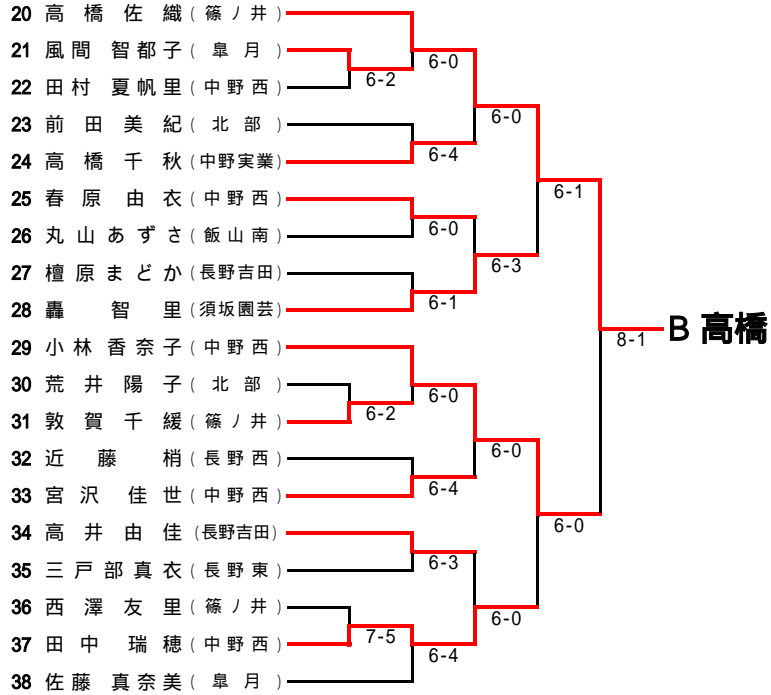 20 高橋佐織(篠ノ井)
6-0
21 風間智都子(皐月)
6-2
22 田村夏帆里(中野西)
6-0
23 前田美紀(北部)
6-4
24 高橋千秋(中野実業)
6-1
25 春原由衣(中野西)
6-0
26 丸山あずさ(飯山南)
6-3
27 檀原まどか(長野吉田)
6-1
28 轟智里(須坂園芸)
8-1
B 高橋
29 小林香奈子(中野西)
6-0
30 荒井陽子(北部)
6-2
31 敦賀千緩(篠ノ井)
6-0
32 近藤梢(長野西)
6-4
33 宮沢佳世(中野西)
6-0
34 高井由佳(長野吉田)
6-3
35 三戸部真衣(長野東)
6-0
36 西澤友里(篠ノ井)
7-5
37 田中瑞穂(中野西)
6-4
38 佐藤真奈美(皐月)